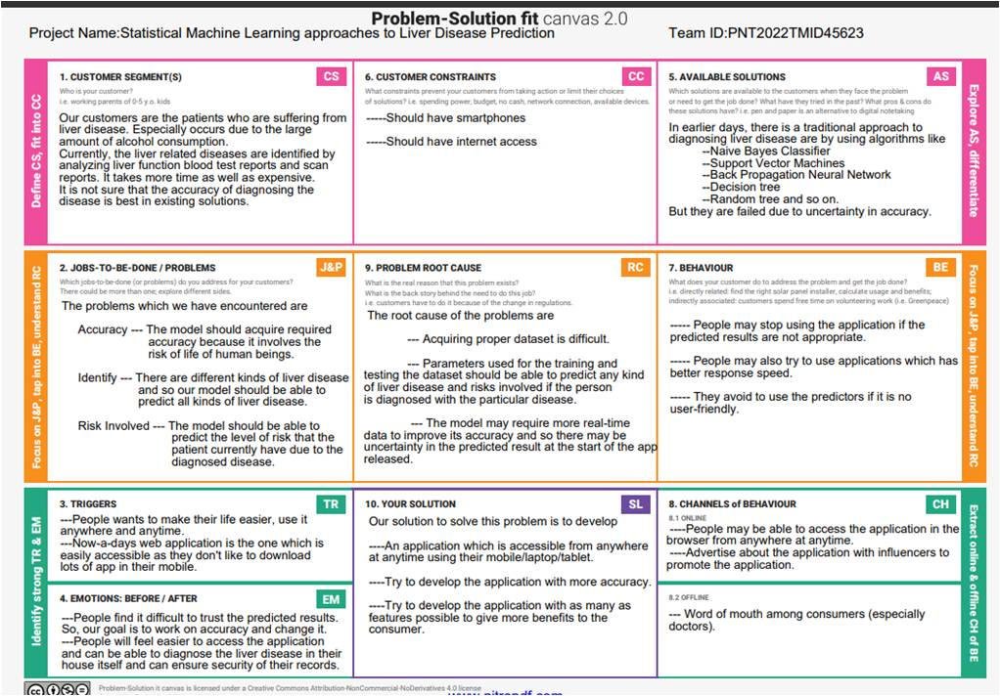 Problem-Solution fit canvas 2.0
Project Name:Statistical Machine Learning approaches to Liver Disease Prediction
Team ID:PNT2022TMID45623
Define CS, fit into CC
1. CUSTOMER SEGMENT(S)
CS
Who is your customer?
i.e. working parents of 0-5 y.o. kids
Our customers are the patients who are suffering from
liver disease. Especially occurs due to the large
amount of alcohol consumption.
Currently, the liver related diseases are identified by
analyzing liver function blood test reports and scan
reports. It takes more time as well as expensive.
It is not sure that the accuracy of diagnosing the
disease is best in existing solutions.
6. CUSTOMER CONSTRAINTS
CC
What constraints prevent your customers from taking action or limit their choices
of solutions? i.e. spending power, budget, no cash, network connection, available devices.
-----Should have smartphones
-----Should have internet access
5. AVAILABLE SOLUTIONS
AS
Which solutions are available to the customers when they face the problem
or need to get the job done? What have they tried in the past? What pros & cons do
these solutions have? i.e. pen and paper is an alternative to digital notetaking
In earlier days, there is a traditional approach to
diagnosing liver disease are by using algorithms like
--Naive Bayes Classifier
--Support Vector Machines
--Back Propagation Neural Network
--Decision tree
--Random tree and so on.
But they are failed due to uncertainty in accuracy.
Explore AS, differentiate
Focus on J&P, tap into BE, understand RC
2. JOBS-TO-BE-DONE / PROBLEMS
J&P
Which jobs-to-be-done (or problems) do you address for your customers?
There could be more than one; explore different sides.
The problems which we have encountered are
Accuracy --- The model should acquire required
accuracy because it involves the
risk of life of human beings.
Identify --- There are different kinds of liver disease
and so our model should be able to
predict all kinds of liver disease.
Risk Involved --- The model should be able to
predict the level of risk that the
patient currently have due to the
diagnosed disease.
9. PROBLEM ROOT CAUSE
RC
What is the real reason that this problem exists?
What is the back story behind the need to do this job?
i.e. customers have to do it because of the change in regulations.
The root cause of the problems are
--- Acquiring proper dataset is difficult.
--- Parameters used for the training and
testing the dataset should be able to predict any kind
of liver disease and risks involved if the person
is diagnosed with the particular disease.
--- The model may require more real-time
data to improve its accuracy and so there may be
uncertainty in the predicted result at the start of the app
released.
7. BEHAVIOUR
BE
What does your customer do to address the problem and get the job done?
i.e. directly related: find the right solar panel installer, calculate usage and benefits;
indirectly associated: customers spend free time on volunteering work (i.e. Greenpeace)
----- People may stop using the application if the
predicted results are not appropriate.
----- People may also try to use applications which has
better response speed.
----- They avoid to use the predictors if it is no
user-friendly.
Focus on J&P, tap into BE, understand RC
Identify strong TR & EM
3. TRIGGERS
TR
---People wants to make their life easier, use it
anywhere and anytime.
---Now-a-days web application is the one which is
easily accessible as they don't like to download
lots of app in their mobile.
4. EMOTIONS: BEFORE / AFTER
EM
---People find it difficult to trust the predicted results.
So, our goal is to work on accuracy and change it.
---People will feel easier to access the application
and can be able to diagnose the liver disease in their
house itself and can ensure security of their records.
10. YOUR SOLUTION
SL
Our solution to solve this problem is to develop
----An application which is accessible from anywhere
at anytime using their mobile/laptop/tablet.
----Try to develop the application with more accuracy.
----Try to develop the application with as many as
features possible to give more benefits to the
consumer.
8. CHANNELS of BEHAVIOUR
CH
8.1 ONLINE
----People may be able to access the application in the
browser from anywhere at anytime.
----Advertise about the application with influencers to
promote the application.
8.2 OFFLINE
--- Word of mouth among consumers (especially
doctors).
Extract online & offline CH of BE
Problem-Solution fit canvas is licensed under a Creative Commons Attribution-NonCommercial-NoDerivatives 4.0 license